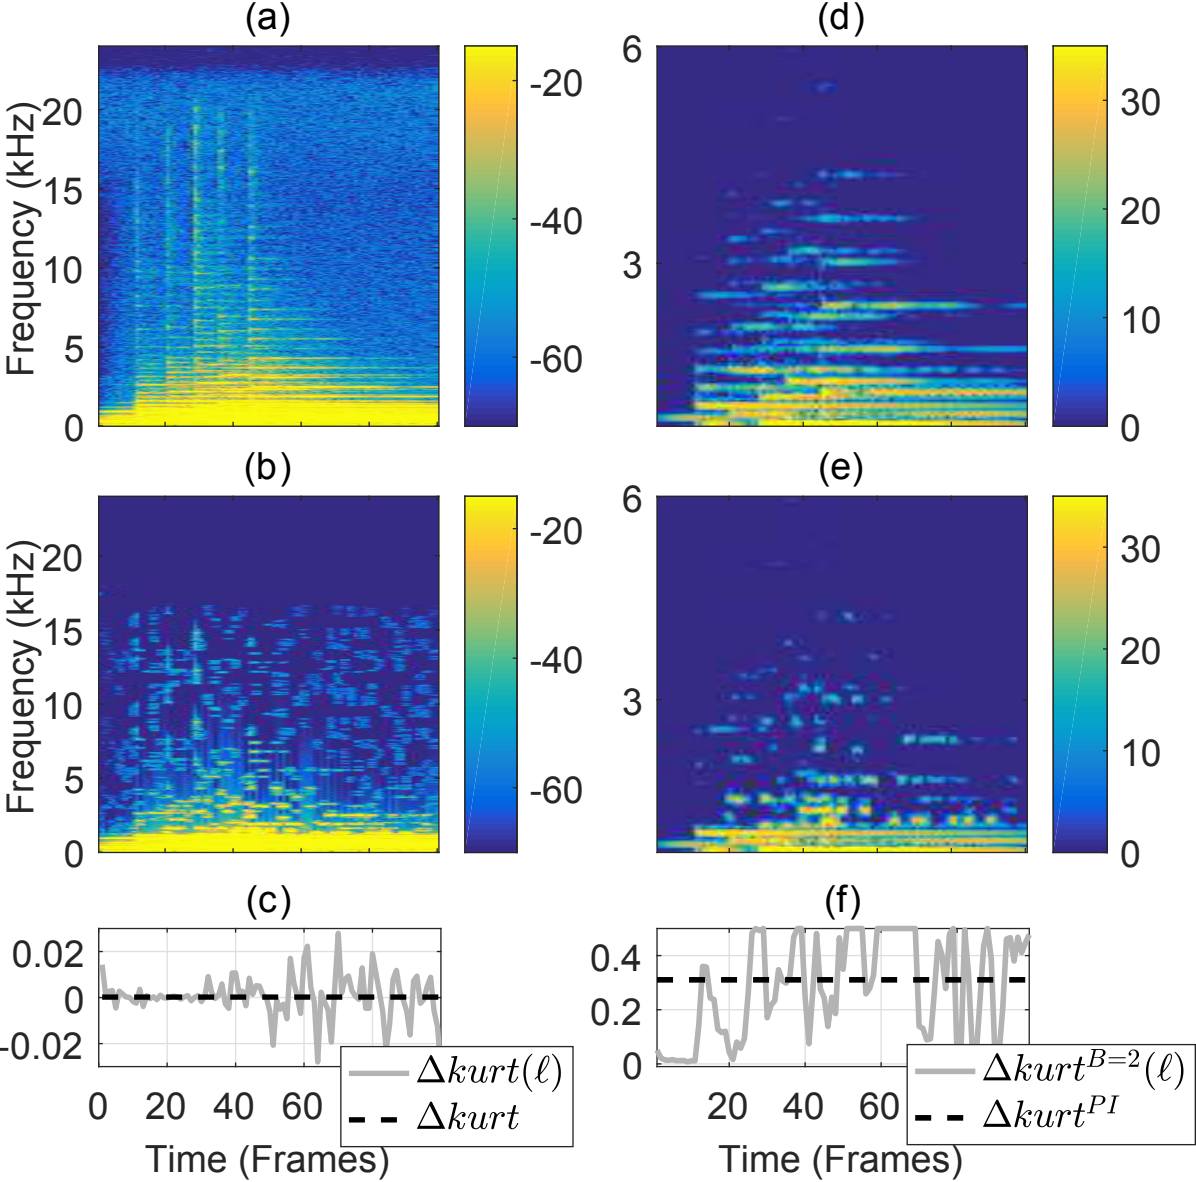 (a)
Frequency (kHz)
20
15
10
5
0
-20
-40
-60
(d)
6
3
30
20
10
0
(b)
Frequency (kHz)
20
15
10
5
0
-20
-40
-60
(e)
6
3
30
20
10
0
(c)
0.02
0
-0.02
0 20 40 60
Δkurt(ℓ)
Δkurt
Time (Frames)
(f)
0.4
0.2
0
20 40 60
Δkurt^{B=2}(ℓ)
Δkurt^{PI}
Time (Frames)